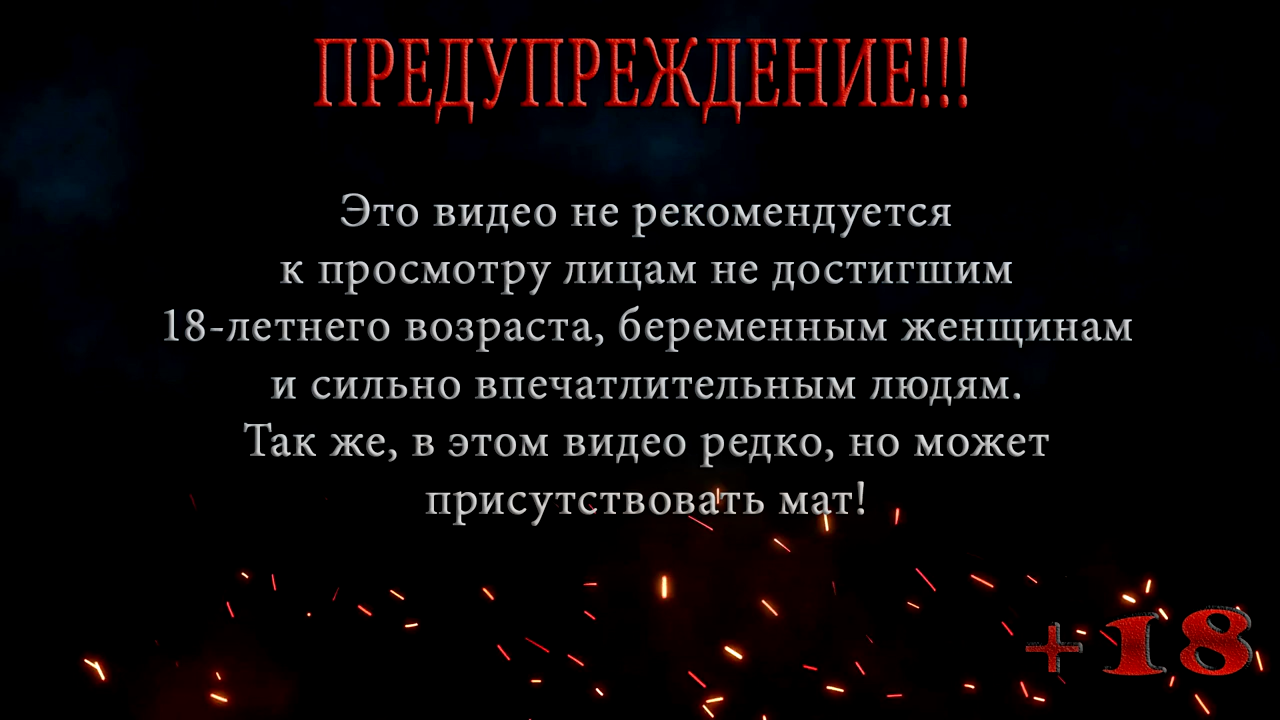 ПРЕДУПРЕЖДЕНИЕ!!!
Это видео не рекомендуется
к просмотру лицам не достигшим
18-летнего возраста, беременным женщинам
и сильно впечатлительным людям.
Так же, в этом видео редко, но может
присутствовать мат!
+18